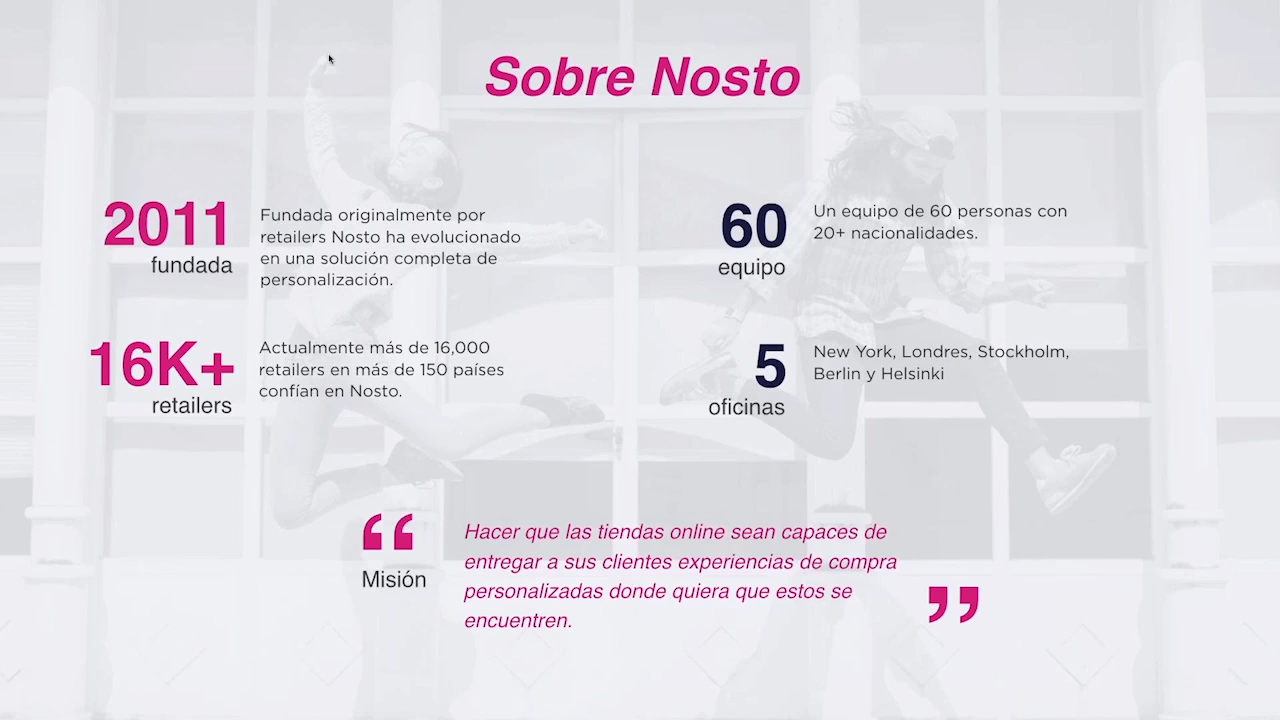 Sobre Nosto
2011
fundada
Fundada originalmente por
retailers Nosto ha evolucionado
en una solución completa de
personalización.
60
equipo
Un equipo de 60 personas con
20+ nacionalidades.
16K+
retailers
Actualmente más de 16,000
retailers en más de 150 países
confían en Nosto.
5
oficinas
New York, Londres, Stockholm,
Berlin y Helsinki
“
Misión
Hacer que las tiendas online sean capaces de
entregar a sus clientes experiencias de compra
personalizadas donde quiera que estos se
encuentren.
”